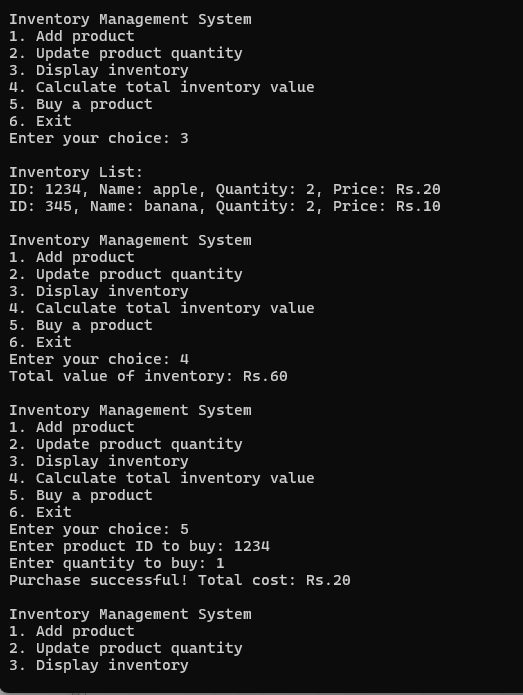 Inventory Management System
1. Add product
2. Update product quantity
3. Display inventory
4. Calculate total inventory value
5. Buy a product
6. Exit
Enter your choice: 3

Inventory List:
ID: 1234, Name: apple, Quantity: 2, Price: Rs.20
ID: 345, Name: banana, Quantity: 2, Price: Rs.10

Inventory Management System
1. Add product
2. Update product quantity
3. Display inventory
4. Calculate total inventory value
5. Buy a product
6. Exit
Enter your choice: 4
Total value of inventory: Rs.60

Inventory Management System
1. Add product
2. Update product quantity
3. Display inventory
4. Calculate total inventory value
5. Buy a product
6. Exit
Enter your choice: 5
Enter product ID to buy: 1234
Enter quantity to buy: 1
Purchase successful! Total cost: Rs.20

Inventory Management System
1. Add product
2. Update product quantity
3. Display inventory